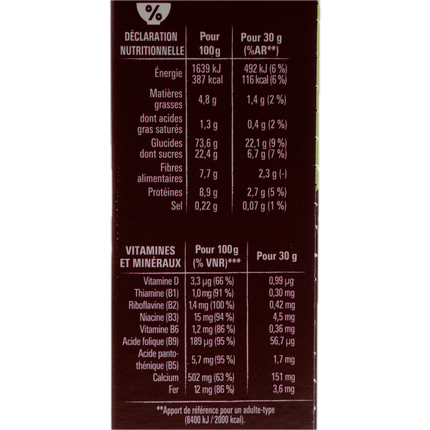 %
DÉCLARATION NUTRITIONNELLE Pour 100g Pour 30 g (%AR**)
Énergie 1639 kJ 387 kcal 492 kJ (6 %) 116 kcal (6 %)
Matières grasses 4,8 g 1,4 g (2 %)
dont acides gras saturés 1,3 g 0,4 g (2 %)
Glucides 73,6 g 22,1 g (9 %)
dont sucres 22,4 g 6,7 g (7 %)
Fibres alimentaires 7,7 g 2,3 g (-)
Protéines 8,9 g 2,7 g (5 %)
Sel 0,22 g 0,07 g (1 %)
VITAMINES ET MINÉRAUX Pour 100g (% VNR)*** Pour 30 g
Vitamine D 3,3 µg (66 %) 0,99 µg
Thiamine (B1) 1,0 mg (91 %) 0,30 mg
Riboflavine (B2) 1,4 mg (100 %) 0,42 mg
Niacine (B3) 15 mg (94 %) 4,5 mg
Vitamine B6 1,2 mg (86 %) 0,36 mg
Acide folique (B9) 189 µg (95 %) 56,7 µg
Acide panto-thénique (B5) 5,7 mg (95 %) 1,7 mg
Calcium 502 mg (63 %) 151 mg
Fer 12 mg (86 %) 3,6 mg
**Apport de référence pour un adulte-type
(8400 kJ / 2000 kcal).